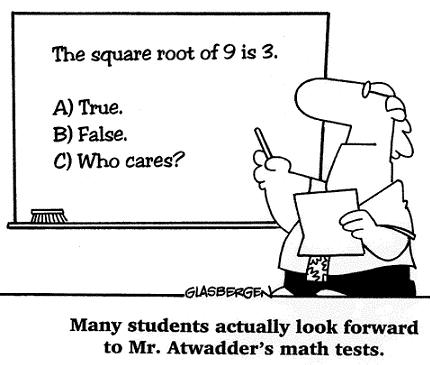 The square root of 9 is 3.
A) True.
B) False.
C) Who cares?
GLASBERGEN
Many students actually look forward
to Mr. Atwadder's math tests.